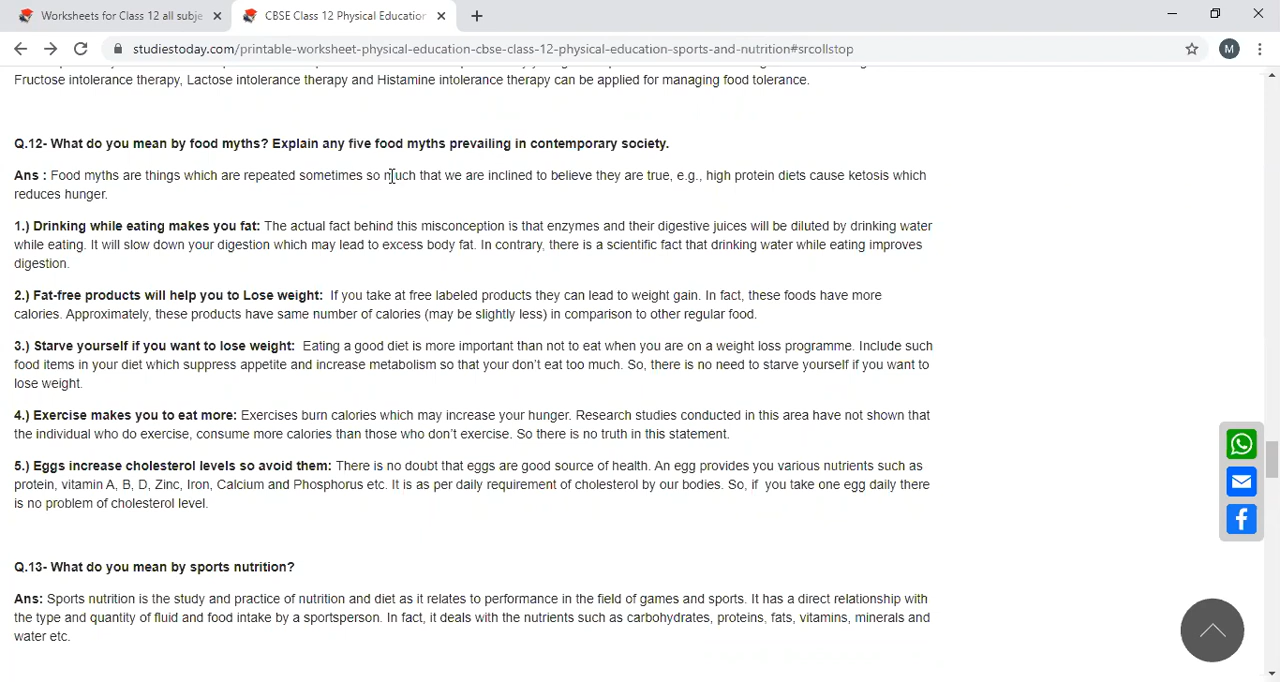 Worksheets for Class 12 all subje
CBSE Class 12 Physical Education
studiestoday.com/printable-worksheet-physical-education-cbse-class-12-physical-education-sports-and-nutrition#srcollstop
M
Fructose intolerance therapy, Lactose intolerance therapy and Histamine intolerance therapy can be applied for managing food tolerance.
Q.12- What do you mean by food myths? Explain any five food myths prevailing in contemporary society.
Ans : Food myths are things which are repeated sometimes so much that we are inclined to believe they are true, e.g., high protein diets cause ketosis which
reduces hunger.
1.) Drinking while eating makes you fat: The actual fact behind this misconception is that enzymes and their digestive juices will be diluted by drinking water
while eating. It will slow down your digestion which may lead to excess body fat. In contrary, there is a scientific fact that drinking water while eating improves
digestion.
2.) Fat-free products will help you to Lose weight: If you take at free labeled products they can lead to weight gain. In fact, these foods have more
calories. Approximately, these products have same number of calories (may be slightly less) in comparison to other regular food.
3.) Starve yourself if you want to lose weight: Eating a good diet is more important than not to eat when you are on a weight loss programme. Include such
food items in your diet which suppress appetite and increase metabolism so that your don't eat too much. So, there is no need to starve yourself if you want to
lose weight.
4.) Exercise makes you to eat more: Exercises burn calories which may increase your hunger. Research studies conducted in this area have not shown that
the individual who do exercise, consume more calories than those who don't exercise. So there is no truth in this statement.
5.) Eggs increase cholesterol levels so avoid them: There is no doubt that eggs are good source of health. An egg provides you various nutrients such as
protein, vitamin A, B, D, Zinc, Iron, Calcium and Phosphorus etc. It is as per daily requirement of cholesterol by our bodies. So, if you take one egg daily there
is no problem of cholesterol level.
Q.13- What do you mean by sports nutrition?
Ans: Sports nutrition is the study and practice of nutrition and diet as it relates to performance in the field of games and sports. It has a direct relationship with
the type and quantity of fluid and food intake by a sportsperson. In fact, it deals with the nutrients such as carbohydrates, proteins, fats, vitamins, minerals and
water etc.